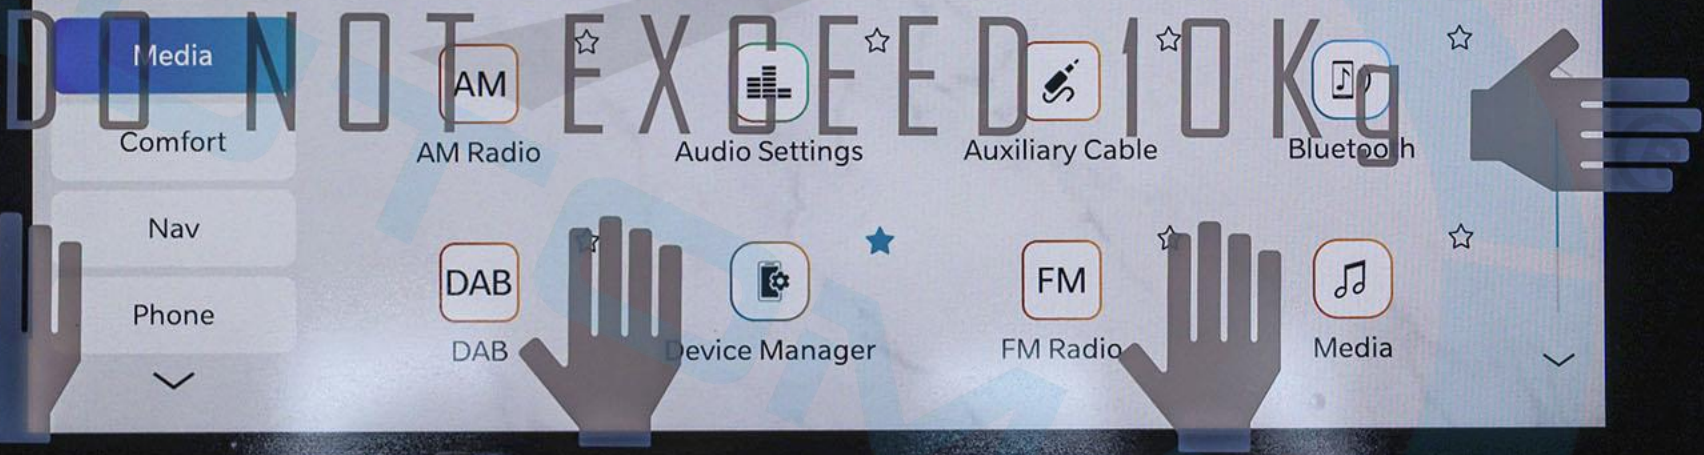 DO NOT EXCEED 10Kg
Media
AM
AM Radio
Audio Settings
Auxiliary Cable
Bluetooth
Comfort
Nav
DAB
FM
Phone
DAB
Device Manager
FM Radio
Media